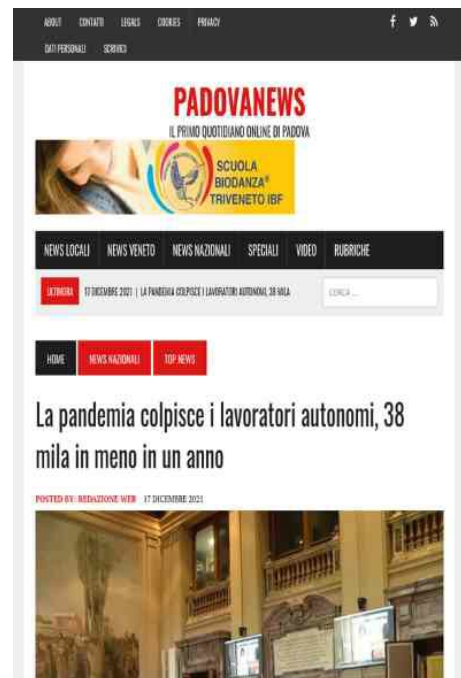 ABOUT CONTATTI LEGALS COOKIES PRIVACY
DATI PERSONALI SCRIVICI
PADOVANEWS
IL PRIMO QUOTIDIANO ONLINE DI PADOVA
SCUOLA
BIODANZA®
TRIVENETO IBF
NEWS LOCALI NEWS VENETO NEWS NAZIONALI SPECIALI VIDEO RUBRICHE
ULTIMORA 17 DICEMBRE 2021 | LA PANDEMIA COLPISCE I LAVORATORI AUTONOMI, 38 MILA
CERCA ...
HOME NEWS NAZIONALI TOP NEWS
La pandemia colpisce i lavoratori autonomi, 38
mila in meno in un anno
POSTED BY: REDAZIONE WEB 17 DICEMBRE 2021